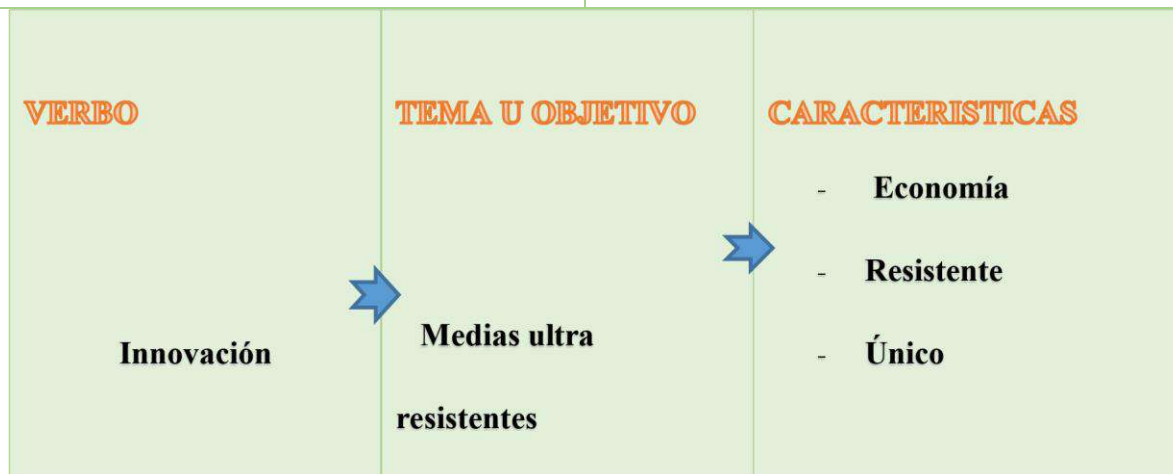 VERBO
Innovación
TEMA U OBJETIVO
Medias ultra
resistentes
CARACTERISTICAS
- Economía
- Resistente
- Único